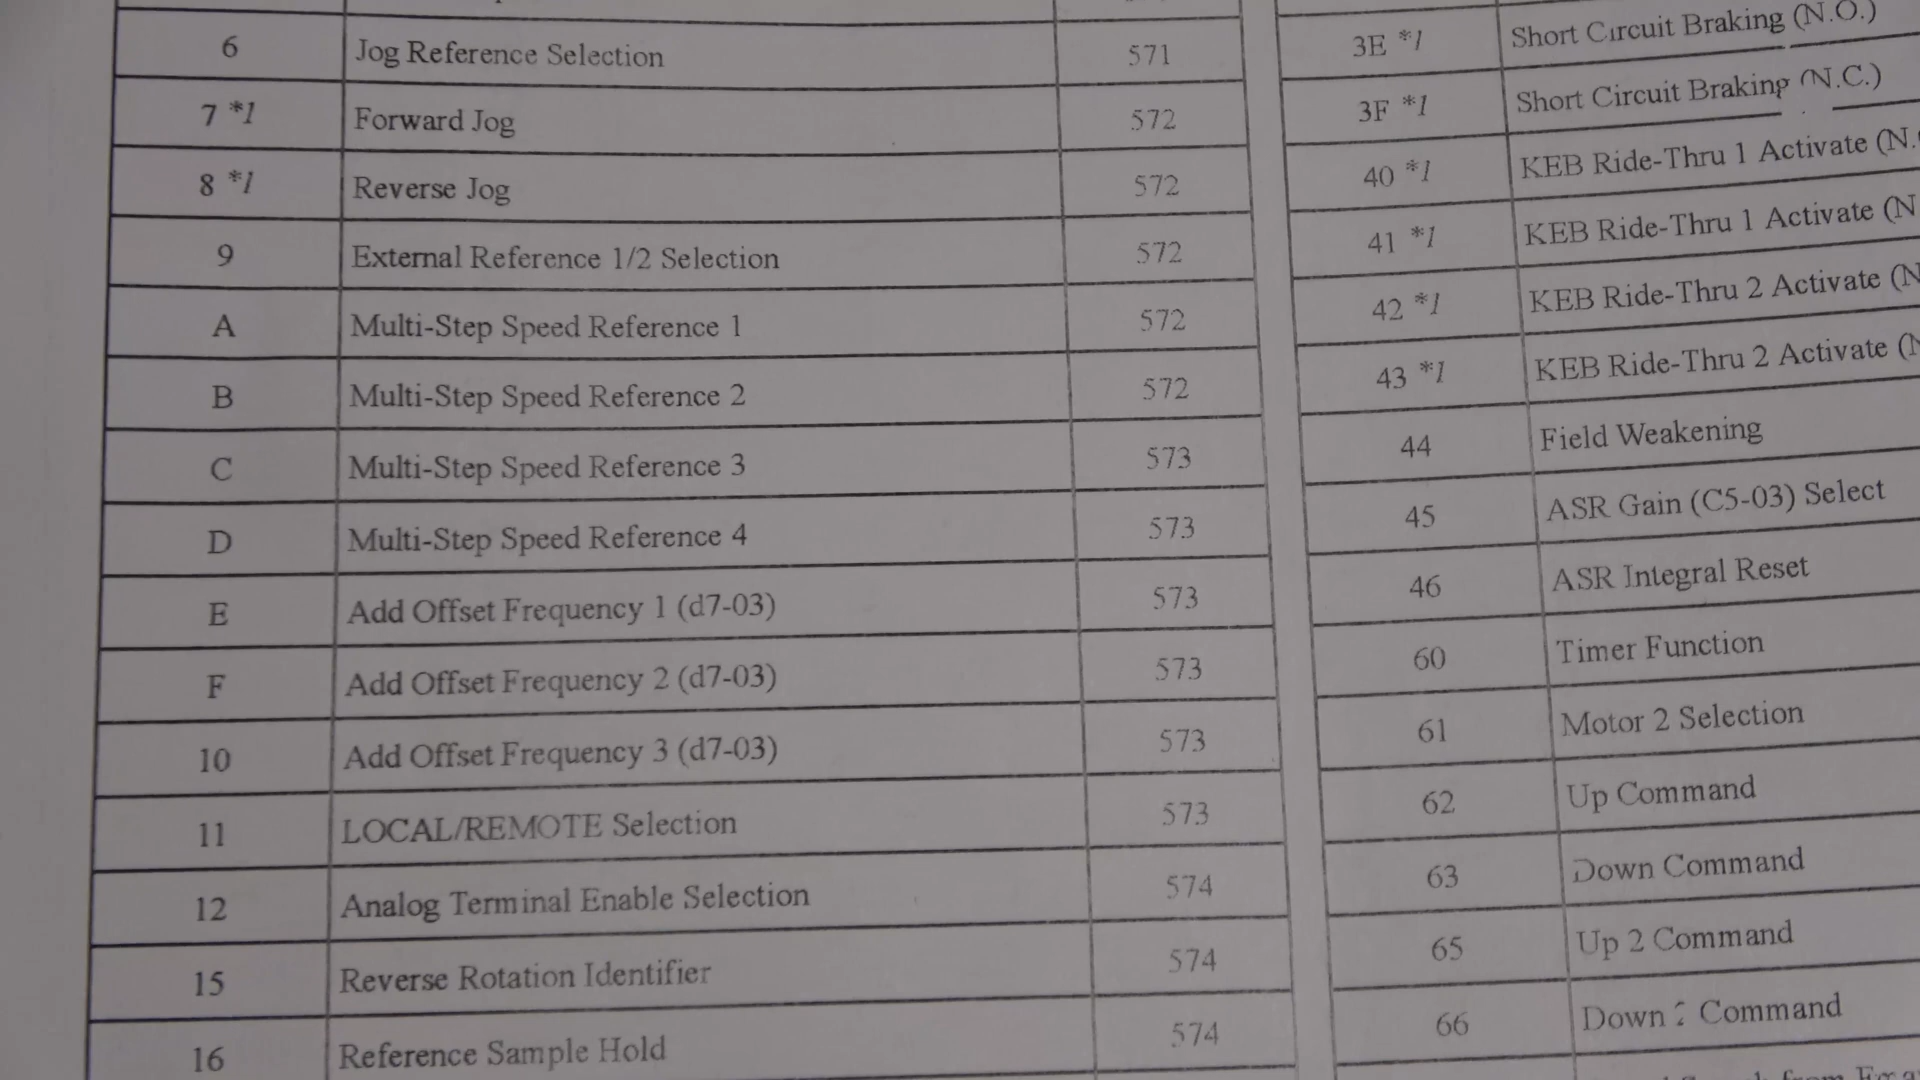 6 Jog Reference Selection 571
7 *1 Forward Jog 572
8 *1 Reverse Jog 572
9 External Reference 1/2 Selection 572
A Multi-Step Speed Reference 1 572
B Multi-Step Speed Reference 2 572
C Multi-Step Speed Reference 3 573
D Multi-Step Speed Reference 4 573
E Add Offset Frequency 1 (d7-03) 573
F Add Offset Frequency 2 (d7-03) 573
10 Add Offset Frequency 3 (d7-03) 573
11 LOCAL/REMOTE Selection 573
12 Analog Terminal Enable Selection 574
15 Reverse Rotation Identifier 574
16 Reference Sample Hold 574
3E *1 Short Circuit Braking (N.O.)
3F *1 Short Circuit Braking (N.C.)
40 *1 KEB Ride-Thru 1 Activate (N.
41 *1 KEB Ride-Thru 1 Activate (N
42 *1 KEB Ride-Thru 2 Activate (N
43 *1 KEB Ride-Thru 2 Activate (N
44 Field Weakening
45 ASR Gain (C5-03) Select
46 ASR Integral Reset
60 Timer Function
61 Motor 2 Selection
62 Up Command
63 Down Command
65 Up 2 Command
66 Down 2 Command